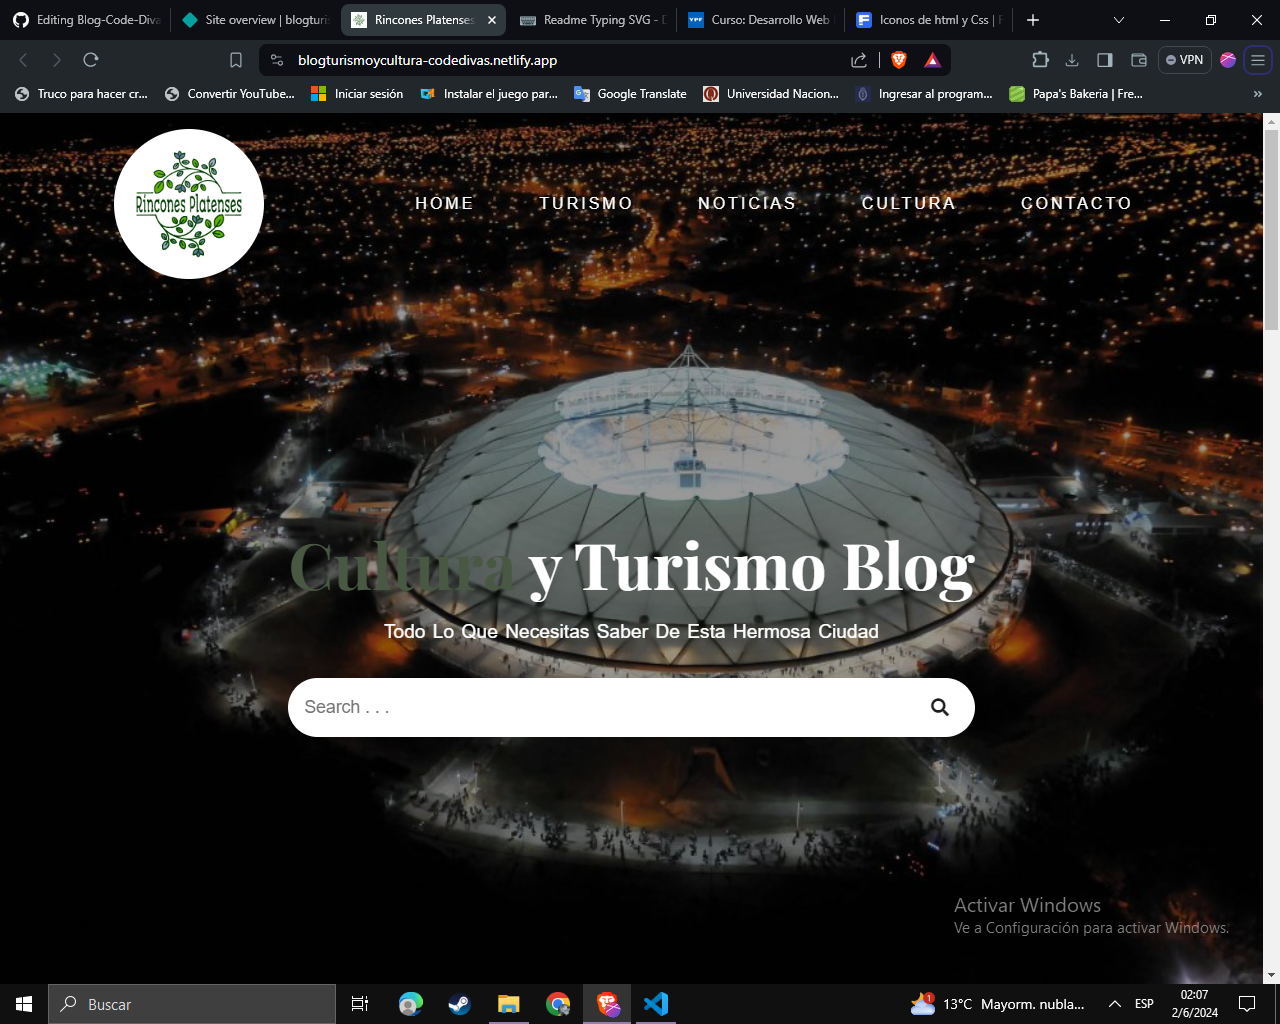 Editing Blog-Code-Diva
Site overview | blogturis
Rincones Platenses
Readme Typing SVG - D
Curso: Desarrollo Web
Iconos de html y Css | F
blogturismoycultura-codedivas.netlify.app
VPN
Truco para hacer cr...
Convertir YouTube...
Iniciar sesión
Instalar el juego par...
Google Translate
Universidad Nacion...
Ingresar al program...
Papa's Bakeria | Fre...
Rincones Platenses
HOME
TURISMO
NOTICIAS
CULTURA
CONTACTO
Cultura y Turismo Blog
Todo Lo Que Necesitas Saber De Esta Hermosa Ciudad
Search . . .
Activar Windows
Ve a Configuración para activar Windows.
Buscar
1
13°C Mayorm. nubla...
ESP
02:07
2/6/2024